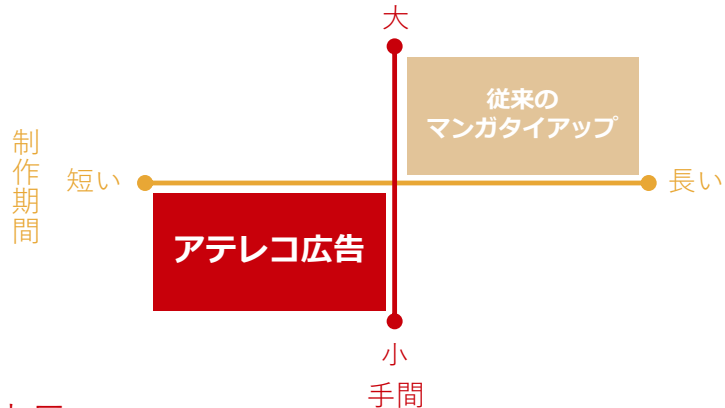 大
従来の
マンガタイアップ
制作期間
短い
長い
アテレコ広告
小
手間